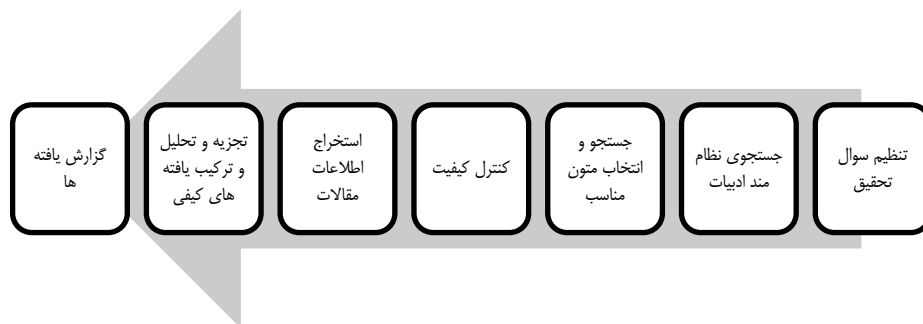 تنظیم سوال
تحقیق
جستجوی نظام
مند ادبیات
جستجو و
انتخاب متون
مناسب
کنترل کیفیت
استخراج
اطلاعات
مقالات
تجزیه و تحلیل
و ترکیب یافته
های کیفی
گزارش یافته
ها